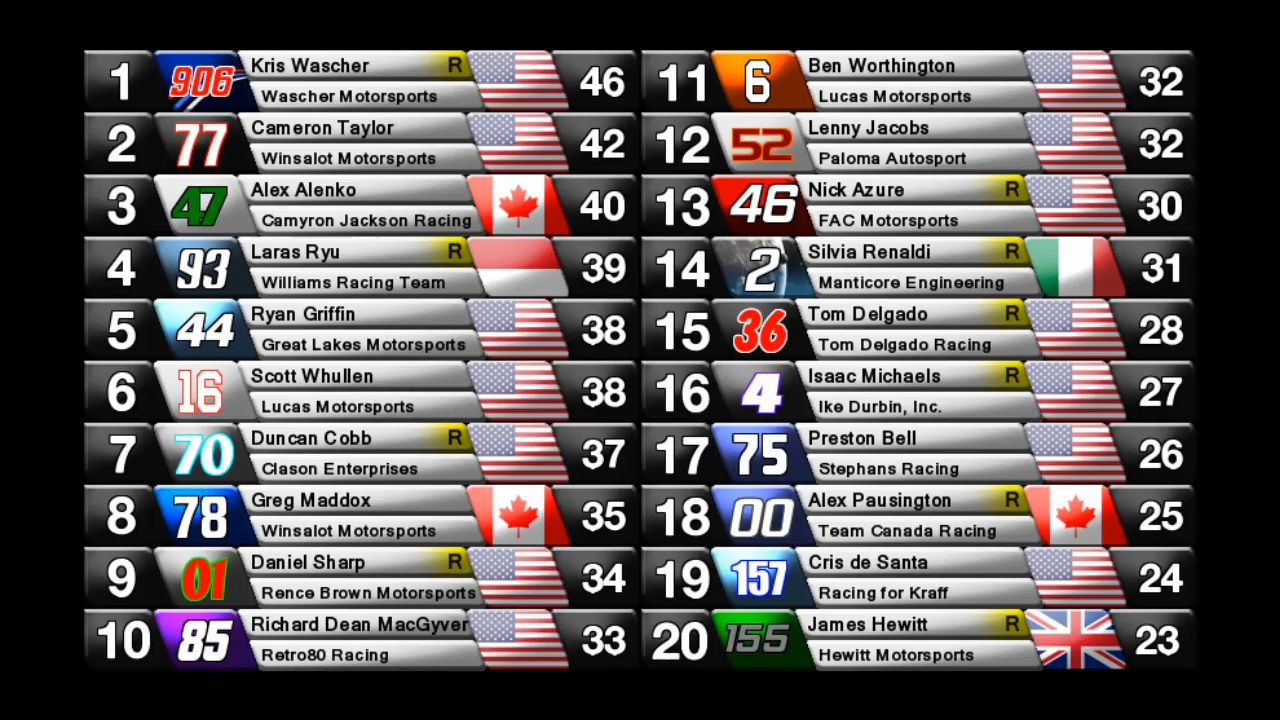 1 906 Kris Wascher R 46
Wascher Motorsports
2 77 Cameron Taylor 42
Winsalot Motorsports
3 47 Alex Alenko 40
Camyron Jackson Racing
4 93 Laras Ryu R 39
Williams Racing Team
5 44 Ryan Griffin 38
Great Lakes Motorsports
6 16 Scott Whullen 38
Lucas Motorsports
7 70 Duncan Cobb R 37
Clason Enterprises
8 78 Greg Maddox 35
Winsalot Motorsports
9 01 Daniel Sharp R 34
Rence Brown Motorsports
10 85 Richard Dean MacGyver 33
Retro80 Racing
11 6 Ben Worthington 32
Lucas Motorsports
12 52 Lenny Jacobs 32
Paloma Autosport
13 46 Nick Azure R 30
FAC Motorsports
14 2 Silvia Renaldi R 31
Manticore Engineering
15 36 Tom Delgado R 28
Tom Delgado Racing
16 4 Isaac Michaels R 27
Ike Durbin, Inc.
17 75 Preston Bell 26
Stephans Racing
18 00 Alex Pausington R 25
Team Canada Racing
19 157 Cris de Santa 24
Racing for Kraff
20 155 James Hewitt R 23
Hewitt Motorsports